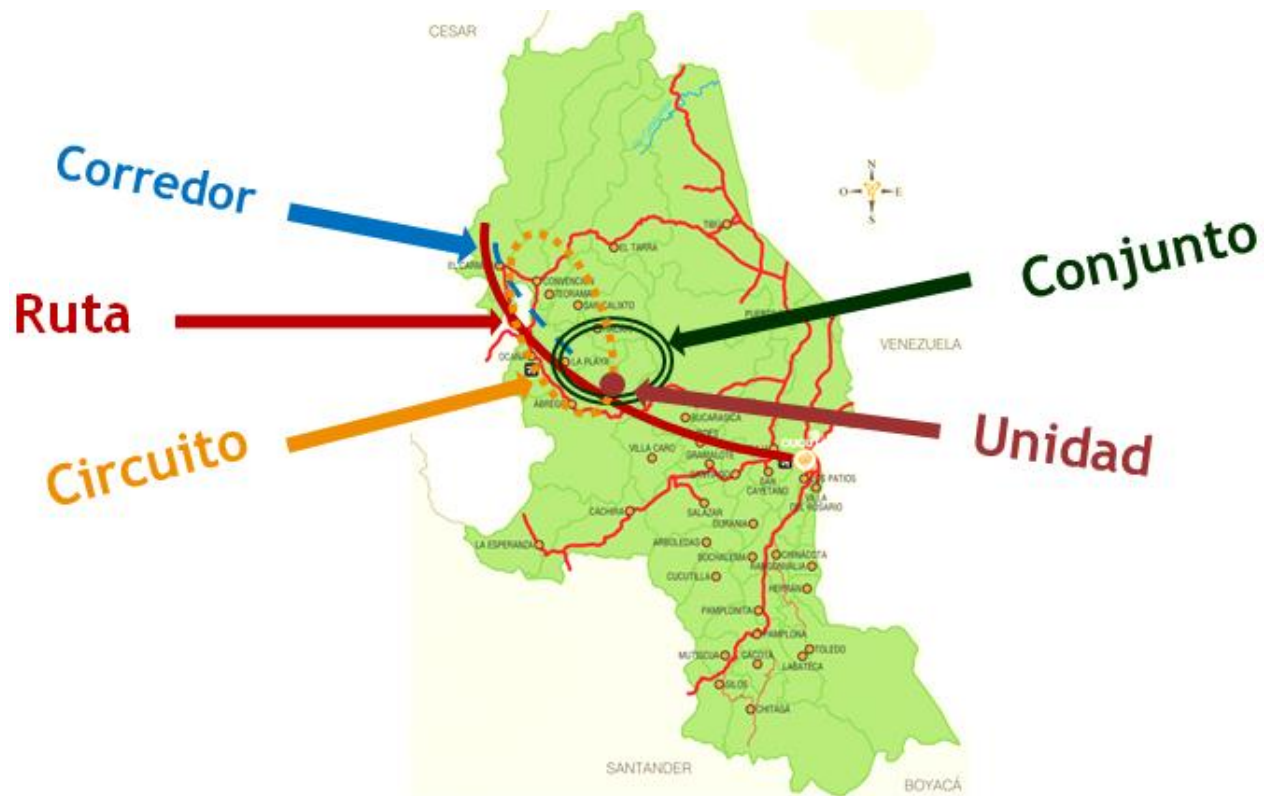 CESAR
Corredor
N
O
E
S
TIBÚ
EL TARRA
Conjunto
CONVENCIÓN
TEORAMA
SAN CALIXTO
Ruta
VENEZUELA
OCAÑA
LA PLAYA
ABREGO
BUCARASICA
Unidad
Circuito
VILLA CARO
GRAMALOTE
SAN
CAYETANO
LOS PATIOS
VILLA
DEL ROSARIO
CACHIRA
SALAZAR
DURANIA
LA ESPERANZA
ARBOLEDAS
BOCHALEMA
CHINÁCOTA
RAGONVALIA
CUCUTILLA
HERRÁN
PAMPLONITA
PAMPLONA
MUTISCUA
CÁCOTA
TOLEDO
LABATECA
SILOS
CHITAGÁ
SANTANDER
BOYACÁ